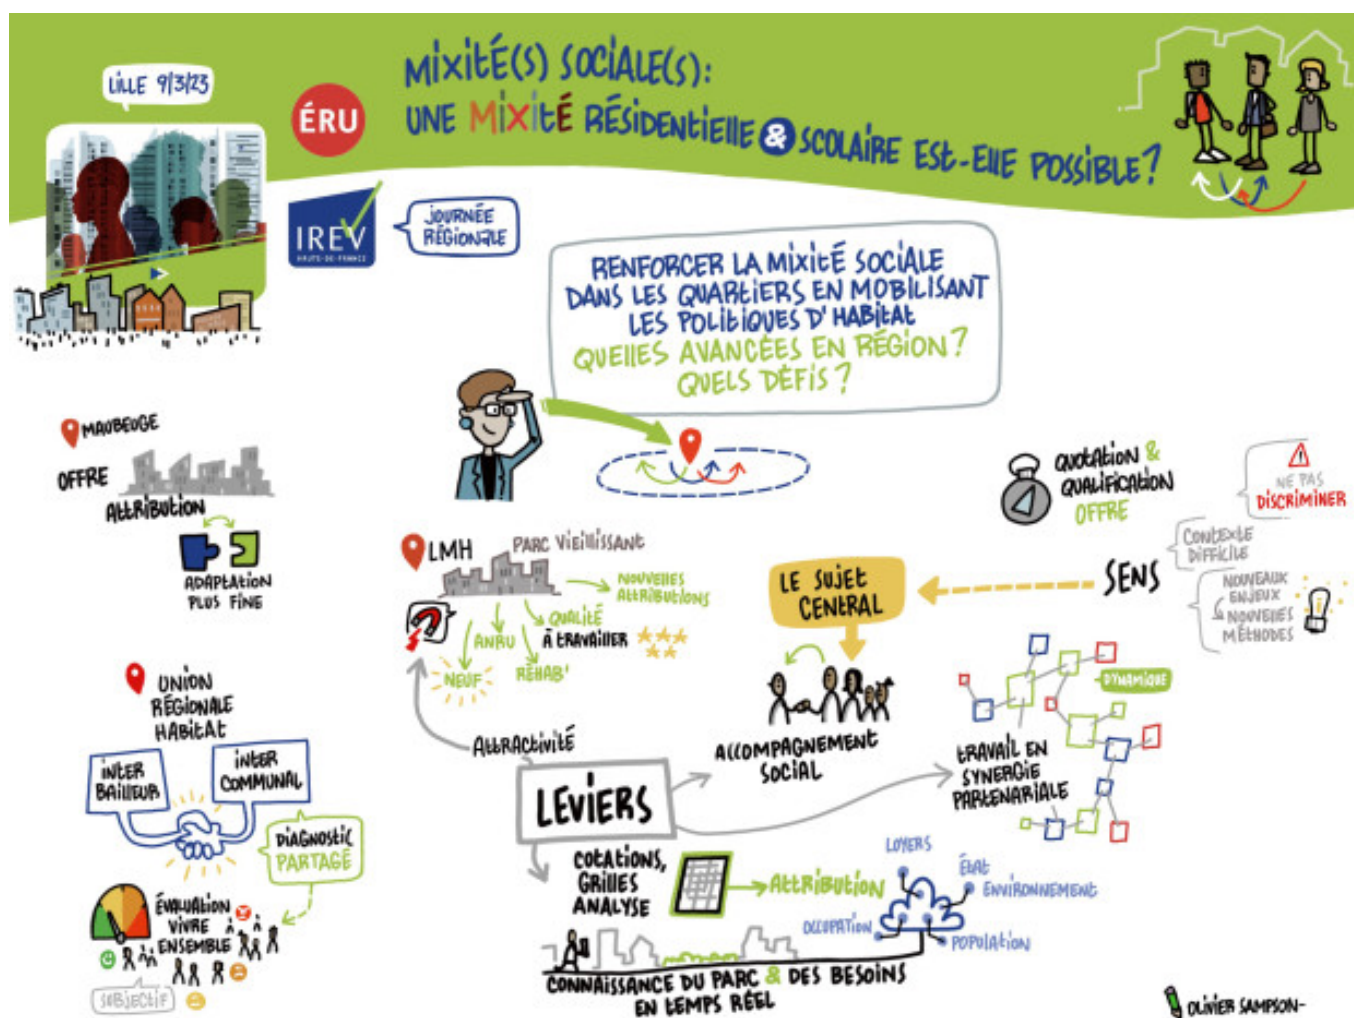 LILLE 9/3/23
ÉRU
MIXITÉ(S) SOCIALE(S):
UNE MIXITÉ RÉSIDENTIELLE & SCOLAIRE EST-ELLE POSSIBLE ?
IREV
HAUTS-DE-FRANCE
JOURNÉE
RÉGIONALE
RENFORCER LA MIXITÉ SOCIALE
DANS LES QUARTIERS EN MOBILISANT
LES POLITIQUES D'HABITAT
QUELLES AVANCÉES EN RÉGION ?
QUELS DÉFIS ?
MAUBEUGE
OFFRE
ATTRIBUTION
ADAPTATION
PLUS FINE
UNION
RÉGIONALE
HABITAT
INTER
BAILLEUR
INTER
COMMUNAL
DIAGNOSTIC
PARTAGÉ
ÉVALUATION
VIVRE
ENSEMBLE
SUBJECTIF
LMH
PARC VIEILLISSANT
NOUVELLES
ATTRIBUTIONS
QUALITÉ
À TRAVAILLER
ANRU
NEUF
RÉHAB'
ATTRACTIVITÉ
LEVIERS
LE SUJET
CENTRAL
ACCOMPAGNEMENT
SOCIAL
QUOTATION &
QUALIFICATION
OFFRE
NE PAS
DISCRIMINER
SENS
CONTEXTE
DIFFICILE
NOUVEAUX
ENJEUX
NOUVELLES
MÉTHODES
DYNAMIQUE
TRAVAIL EN
SYNERGIE
PARTENARIALE
COTATIONS,
GRILLES
ANALYSE
ATTRIBUTION
LOYERS
ÉTAT
ENVIRONNEMENT
OCCUPATION
POPULATION
CONNAISSANCE DU PARC & DES BESOINS
EN TEMPS RÉEL
OLIVIER SAMPSON-